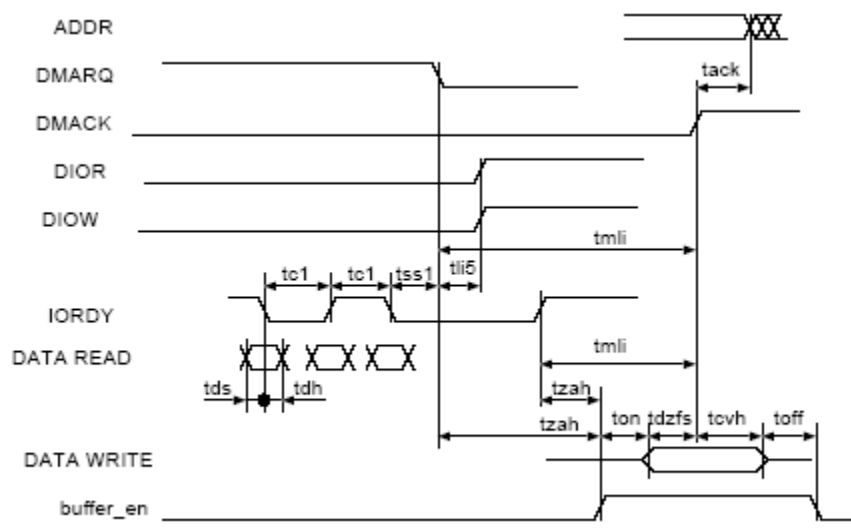 ADDR
DMARQ
tack
DMACK
DIOR
DIOW
tmli
tc1 tc1 tss1 tli5
IORDY
DATA READ
tmli
tds tdh
tzah
tzah ton tdzfs tcvh toff
DATA WRITE
buffer_en